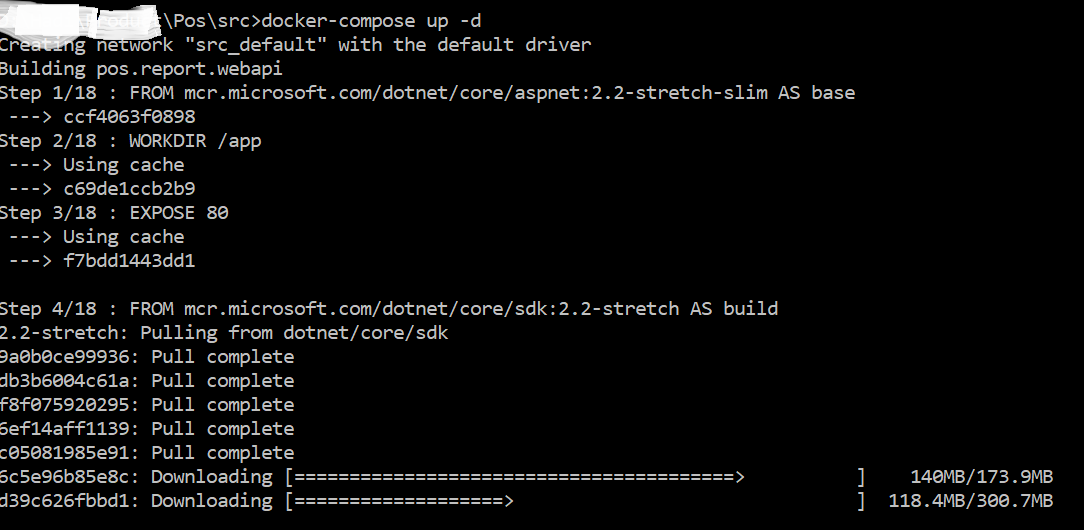 \Pos\src>docker-compose up -d
Creating network "src_default" with the default driver
Building pos.report.webapi
Step 1/18 : FROM mcr.microsoft.com/dotnet/core/aspnet:2.2-stretch-slim AS base
---> ccf4063f0898
Step 2/18 : WORKDIR /app
---> Using cache
---> c69de1ccb2b9
Step 3/18 : EXPOSE 80
---> Using cache
---> f7bdd1443dd1
Step 4/18 : FROM mcr.microsoft.com/dotnet/core/sdk:2.2-stretch AS build
2.2-stretch: Pulling from dotnet/core/sdk
9a0b0ce99936: Pull complete
db3b6004c61a: Pull complete
f8f075920295: Pull complete
6ef14aff1139: Pull complete
c05081985e91: Pull complete
6c5e96b85e8c: Downloading [========================================> ] 140MB/173.9MB
d39c626fbbd1: Downloading [===================> ] 118.4MB/300.7MB